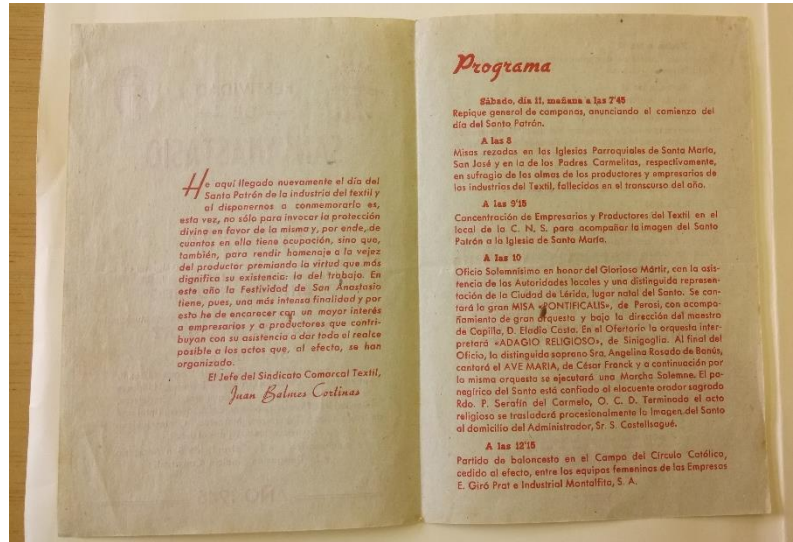 He aquí llegado nuevamente el día del
Santo Patrón de la industria del textil y
al disponernos a conmemorarlo es,
esta vez, no sólo para invocar la protección
divina en favor de la misma y, por ende, de
cuantos en ella tiene ocupación, sino que,
también, para rendir homenaje a la vejez
del productor premiando la virtud que más
dignifica su existencia: la del trabajo. En
este año la Festividad de San Anastasio
tiene, pues, una más intensa finalidad y por
esto he de encarecer con un mayor interés
a empresarios y a productores que contri-
buyan con su asistencia a dar todo el realce
posible a los actos que, al efecto, se han
organizado.
El Jefe del Sindicato Comarcal Textil,
Juan Balmes Cortinas
Programa
Sábado, día 11, mañana a las 7'45
Repique general de campanas, anunciando el comienzo del
día del Santo Patrón.
A las 8
Misas rezadas en las Iglesias Parroquiales de Santa María,
San José y en la de los Padres Carmelitas, respectivamente,
en sufragio de las almas de los productores y empresarios de
las industrias del Textil, fallecidos en el transcurso del año.
A las 9'15
Concentración de Empresarios y Productores del Textil en el
local de la C. N. S. para acompañar la imagen del Santo
Patrón a la Iglesia de Santa María.
A las 10
Oficio Solemnísimo en honor del Glorioso Mártir, con la asis-
tencia de las Autoridades locales y una distinguida represen-
tación de la Ciudad de Lérida, lugar natal del Santo. Se can-
tará la gran MISA «PONTIFICALIS», de Perosi, con acompa-
ñamiento de gran orquesta y bajo la dirección del maestro
de Capilla, D. Eladio Costa. En el Ofertorio la orquesta inter-
pretará «ADAGIO RELIGIOSO», de Sinigaglia. Al final del
Oficio, la distinguida soprano Sra. Angelina Rosado de Banús,
cantará el AVE MARIA, de César Franck y a continuación por
la misma orquesta se ejecutará una Marcha Solemne. El pa-
negírico del Santo está confiado al elocuente orador sagrado
Rdo. P. Serafín del Carmelo, O. C. D. Terminado el acto
religioso se trasladará procesionalmente la Imagen del Santo
al domicilio del Administrador, Sr. S. Castellsagué.
A las 12'15
Partido de baloncesto en el Campo del Círculo Católico,
cedido al efecto, entre los equipos femeninos de las Empresas
E. Giró Prat e Industrial Montalfita, S. A.